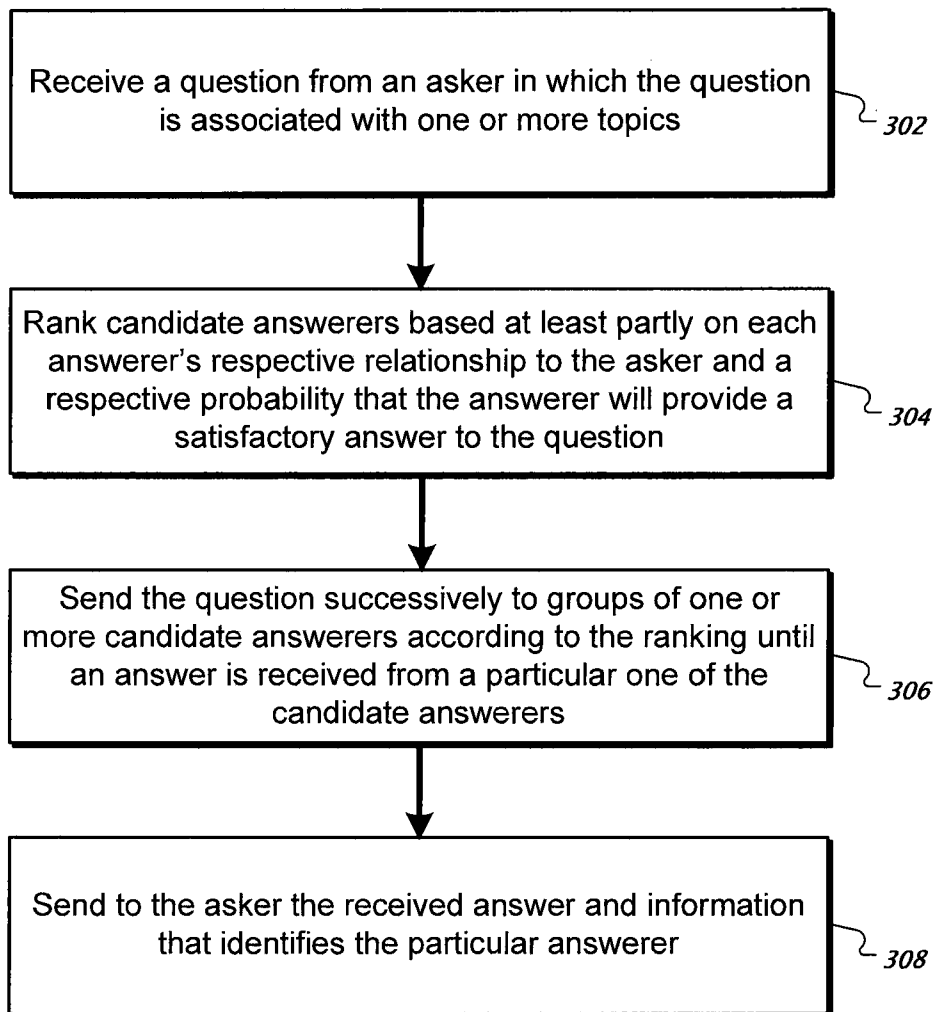 Receive a question from an asker in which the question
is associated with one or more topics
302
Rank candidate answerers based at least partly on each
answerer's respective relationship to the asker and a
respective probability that the answerer will provide a
satisfactory answer to the question
304
Send the question successively to groups of one or
more candidate answerers according to the ranking until
an answer is received from a particular one of the
candidate answerers
306
Send to the asker the received answer and information
that identifies the particular answerer
308